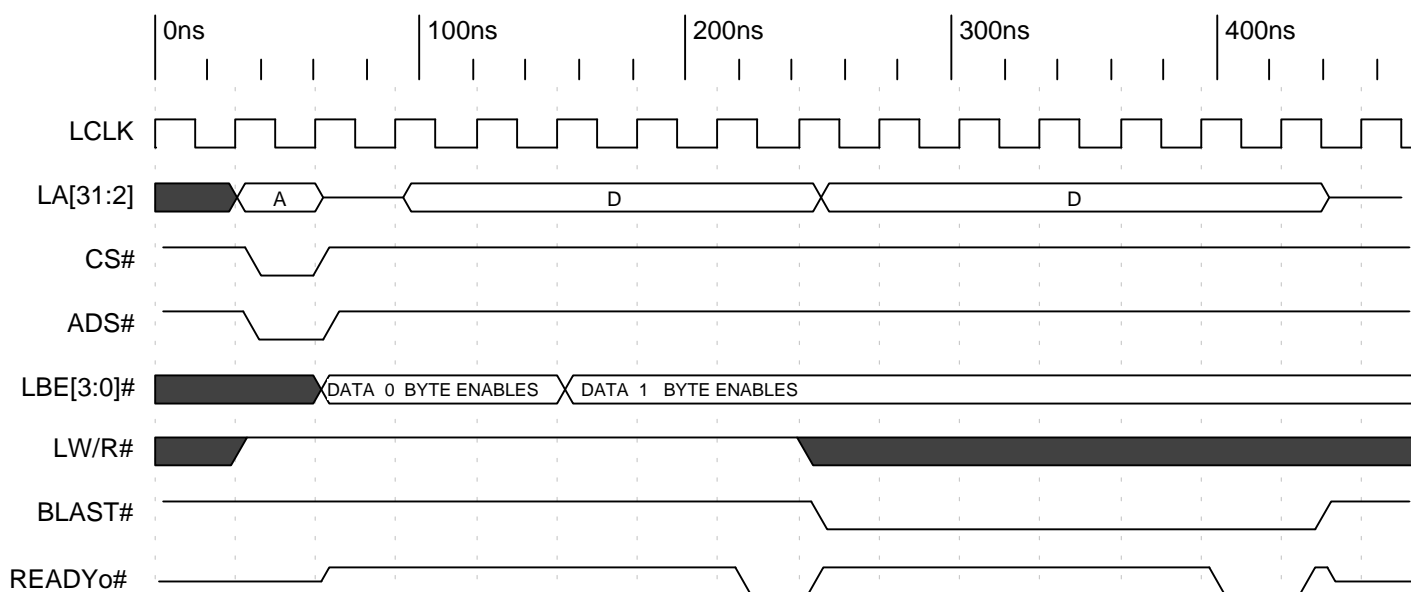 0ns 100ns 200ns 300ns 400ns
LCLK
LA[31:2] A D D
CS#
ADS#
LBE[3:0]# DATA 0 BYTE ENABLES DATA 1 BYTE ENABLES
LW/R#
BLAST#
READYo#